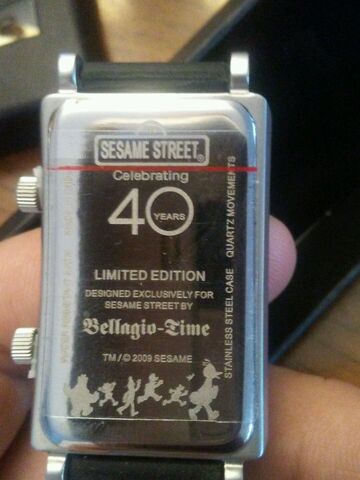 SESAME STREET®
Celebrating
40
YEARS
LIMITED EDITION
DESIGNED EXCLUSIVELY FOR
SESAME STREET BY
Bellagio-Time
TM/© 2009 SESAME
STAINLESS STEEL CASE QUARTZ MOVEMENTS